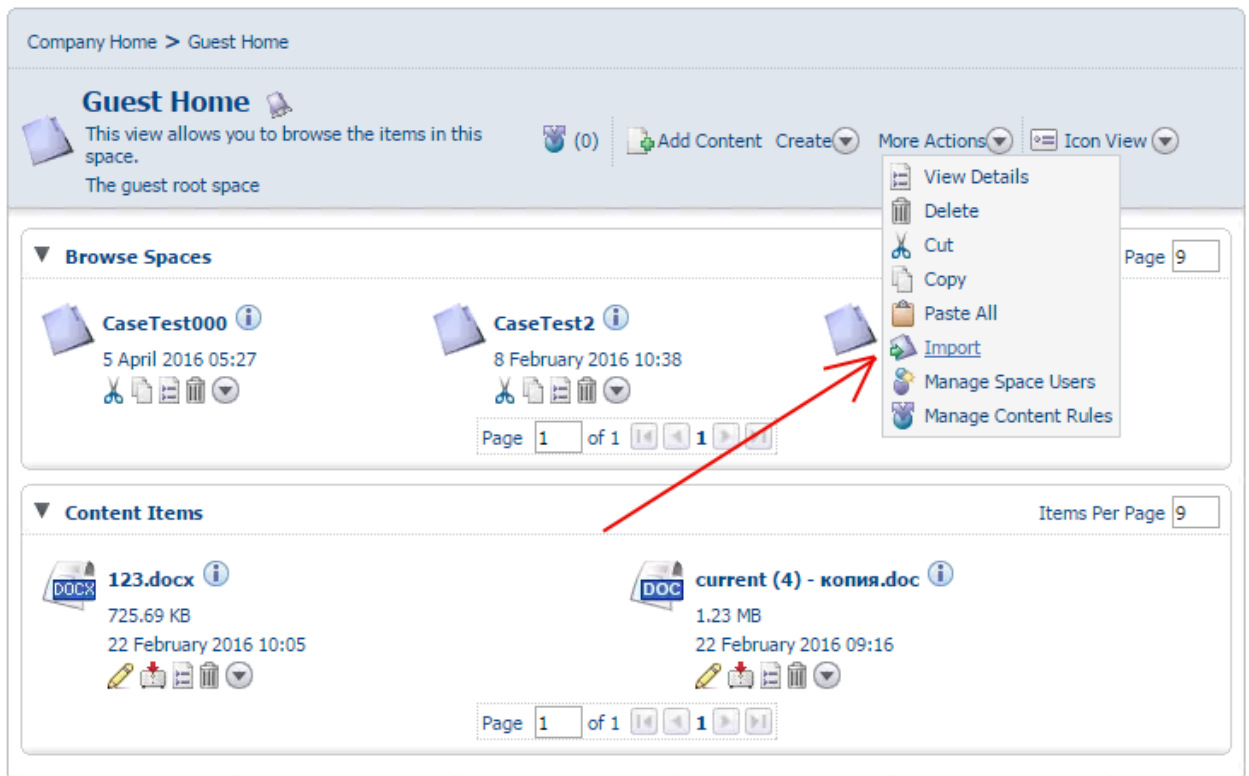 Company Home > Guest Home
Guest Home
This view allows you to browse the items in this
space.
The guest root space
(0)
Add Content
Create
More Actions
Icon View
View Details
Delete
Cut
Copy
Paste All
Import
Manage Space Users
Manage Content Rules
Browse Spaces
Page 9
CaseTest000
5 April 2016 05:27
CaseTest2
8 February 2016 10:38
Page 1 of 1 1
Content Items
Items Per Page 9
DOCX
123.docx
725.69 KB
22 February 2016 10:05
DOC
current (4) - копия.doc
1.23 MB
22 February 2016 09:16
Page 1 of 1 1